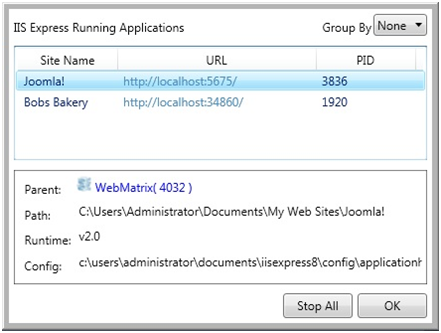 IIS Express Running Applications Group By None
Site Name URL PID
Joomla! http://localhost:5675/ 3836
Bobs Bakery http://localhost:34860/ 1920
Parent: WebMatrix( 4032 )
Path: C:\Users\Administrator\Documents\My Web Sites\Joomla!
Runtime: v2.0
Config: c:\users\administrator\documents\iisexpress8\config\application
Stop All OK